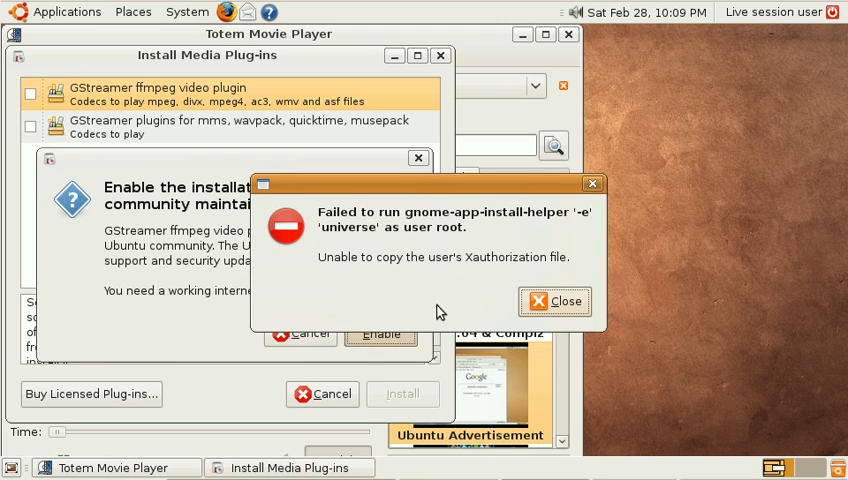 Applications Places System
Sat Feb 28, 10:09 PM Live session user
Totem Movie Player
Install Media Plug-ins
GStreamer ffmpeg video plugin
Codecs to play mpeg, divx, mpeg4, ac3, wmv and asf files
GStreamer plugins for mms, wavpack, quicktime, musepack
Codecs to play
Enable the installat
community maintai
GStreamer ffmpeg video p
Ubuntu community. The U
support and security upda
You need a working interne
Failed to run gnome-app-install-helper '-e'
'universe' as user root.
Unable to copy the user's Xauthorization file.
Close
Cancel
Enable
.04 & Compiz
Buy Licensed Plug-ins...
Cancel
Install
Google
Ubuntu Advertisement
Time:
Totem Movie Player
Install Media Plug-ins